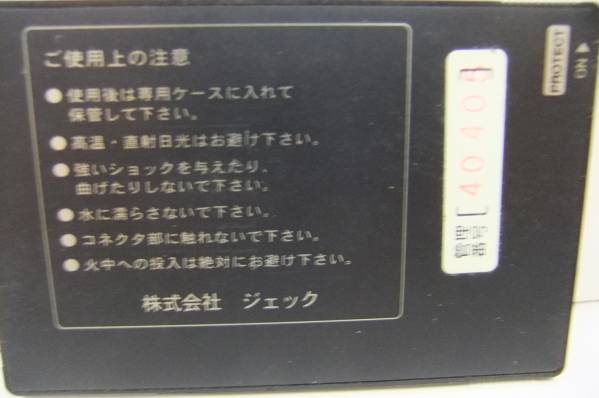 ご使用上の注意
●使用後は専用ケースに入れて
保管して下さい。
●高温・直射日光はお避け下さい。
●強いショックを与えたり、
曲げたりしないで下さい。
●水に濡らさないで下さい。
●コネクタ部に触れないで下さい。
●火中への投入は絶対にお避け下さい。
株式会社 ジェック
管理
番号
[40405]
PROTECT
▲
ON